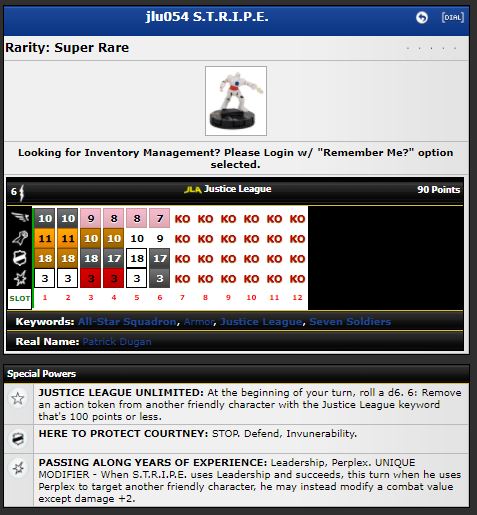 jlu054 S.T.R.I.P.E.
[DIAL]
Rarity: Super Rare
Looking for Inventory Management? Please Login w/ "Remember Me?" option
selected.
6 JLA Justice League 90 Points
10 10 9 8 8 7 KO KO KO KO KO KO
11 11 10 10 10 9 KO KO KO KO KO KO
18 18 18 17 18 17 KO KO KO KO KO KO
3 3 3 3 3 3 KO KO KO KO KO KO
SLOT 1 2 3 4 5 6 7 8 9 10 11 12
Keywords: All-Star Squadron, Armor, Justice League, Seven Soldiers
Real Name: Patrick Dugan
Special Powers
JUSTICE LEAGUE UNLIMITED: At the beginning of your turn, roll a d6. 6: Remove
an action token from another friendly character with the Justice League keyword
that's 100 points or less.
HERE TO PROTECT COURTNEY: STOP. Defend, Invunerability.
PASSING ALONG YEARS OF EXPERIENCE: Leadership, Perplex. UNIQUE
MODIFIER - When S.T.R.I.P.E. uses Leadership and succeeds, this turn when he uses
Perplex to target another friendly character, he may instead modify a combat value
except damage +2.